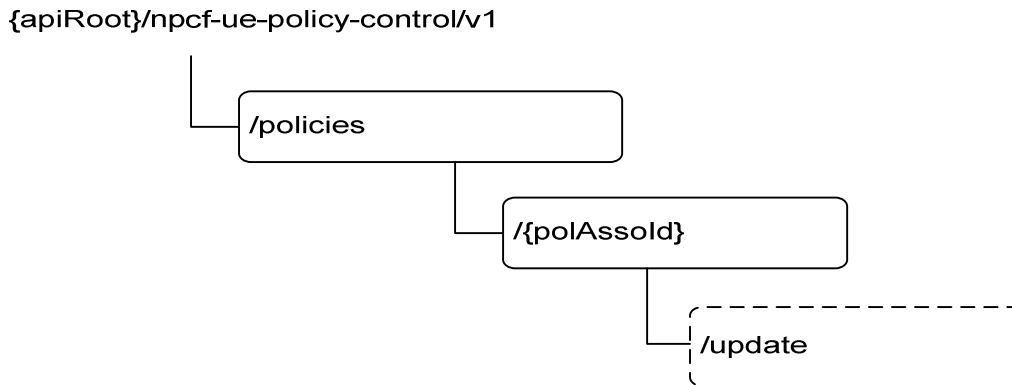 {apiRoot}/npcf-ue-policy-control/v1
/policies
/{polAssoId}
/update